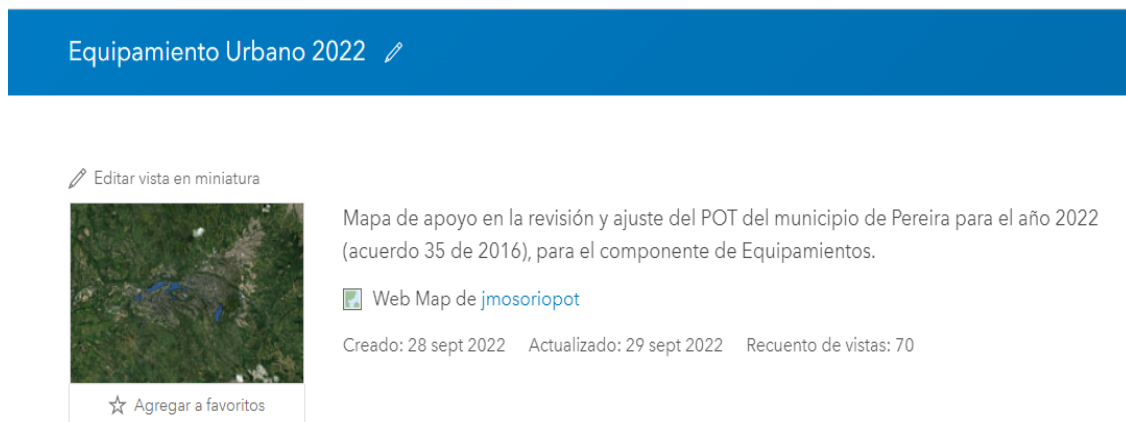 Equipamiento Urbano 2022
Editar vista en miniatura
Mapa de apoyo en la revisión y ajuste del POT del municipio de Pereira para el año 2022
(acuerdo 35 de 2016), para el componente de Equipamientos.
Web Map de jmosoriopot
Creado: 28 sept 2022 Actualizado: 29 sept 2022 Recuento de vistas: 70
Agregar a favoritos